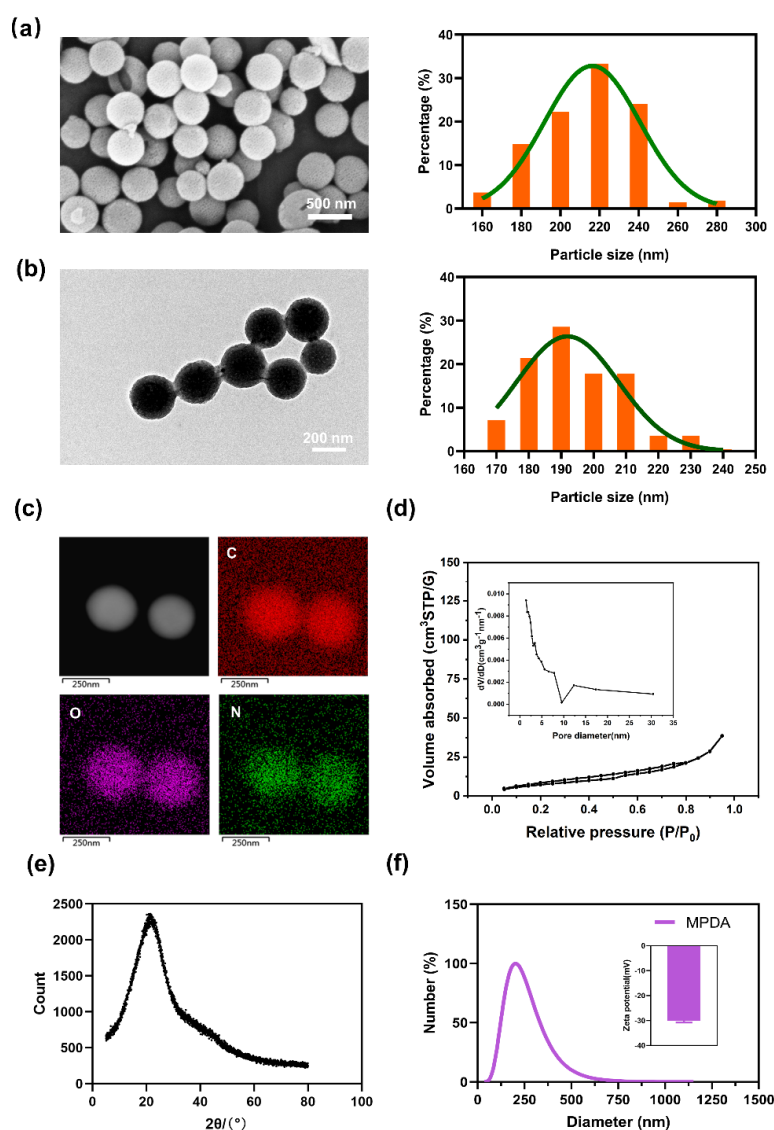 (a)
500 nm
Percentage (%)
40
30
20
10
0
160 180 200 220 240 260 280 300
Particle size (nm)
(b)
200 nm
Percentage (%)
40
30
20
10
0
160 170 180 190 200 210 220 230 240 250
Particle size (nm)
(c)
C
250nm
250nm
O
N
250nm
250nm
(d)
Volume absorbed (cm³STP/G)
150
125
100
75
50
25
0
0.0 0.2 0.4 0.6 0.8 1.0
Relative pressure (P/P₀)
dV/dD(cm³g⁻¹nm⁻¹)
0.010
0.008
0.006
0.004
0.002
0.000
0 5 10 15 20 25 30 35
Pore diameter(nm)
(e)
Count
2500
2000
1500
1000
500
0
0 20 40 60 80 100
2θ/(°)
(f)
Number (%)
150
100
50
0
0 250 500 750 1000 1250 1500
Diameter (nm)
MPDA
Zeta potential(mV)
0
-10
-20
-30
-40